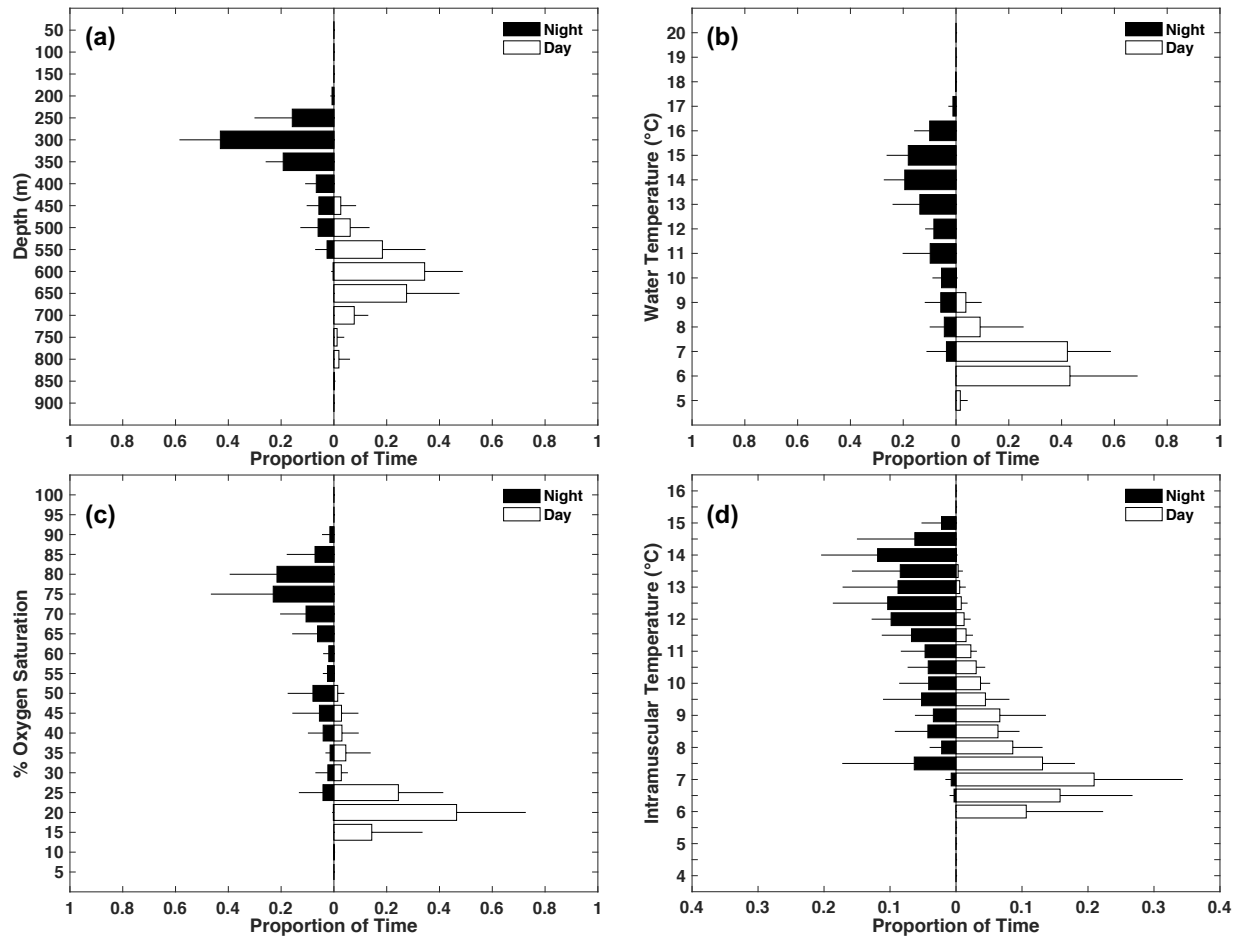 (a)
Night
Day
Depth (m)
50
100
150
200
250
300
350
400
450
500
550
600
650
700
750
800
850
900
1 0.8 0.6 0.4 0.2 0 0.2 0.4 0.6 0.8 1
Proportion of Time
(b)
Night
Day
Water Temperature (°C)
20
19
18
17
16
15
14
13
12
11
10
9
8
7
6
5
1 0.8 0.6 0.4 0.2 0 0.2 0.4 0.6 0.8 1
Proportion of Time
(c)
Night
Day
% Oxygen Saturation
100
95
90
85
80
75
70
65
60
55
50
45
40
35
30
25
20
15
10
5
1 0.8 0.6 0.4 0.2 0 0.2 0.4 0.6 0.8 1
Proportion of Time
(d)
Night
Day
Intramuscular Temperature (°C)
16
15
14
13
12
11
10
9
8
7
6
5
4
0.4 0.3 0.2 0.1 0 0.1 0.2 0.3 0.4
Proportion of Time